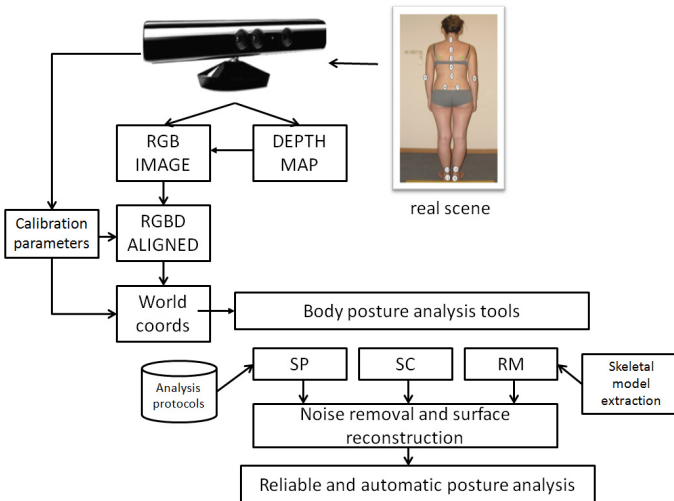 RGB
IMAGE
DEPTH
MAP
real scene
Calibration
parameters
RGBD
ALIGNED
World
coords
Body posture analysis tools
Analysis
protocols
SP
SC
RM
Skeletal
model
extraction
Noise removal and surface
reconstruction
Reliable and automatic posture analysis